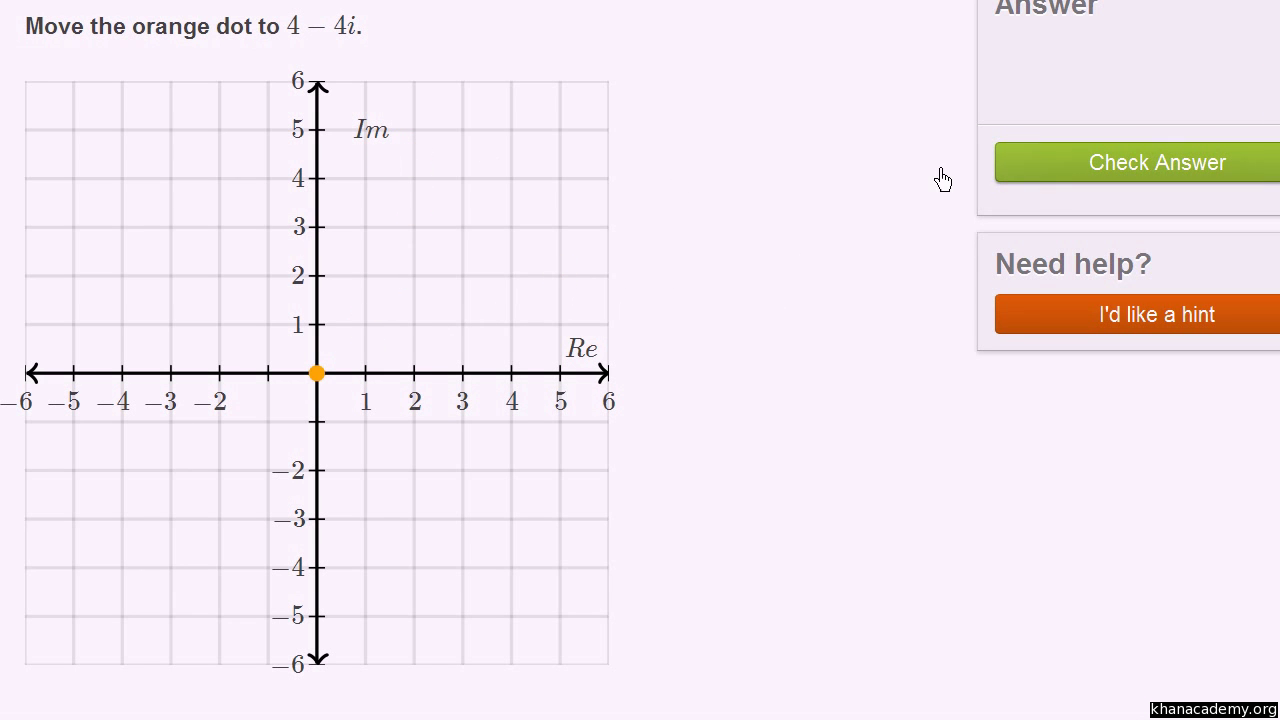 Move the orange dot to 4 − 4i.
Answer
Check Answer
Need help?
I'd like a hint
6
5
Im
4
3
2
1
Re
−6 −5 −4 −3 −2 1 2 3 4 5 6
−2
−3
−4
−5
−6
khanacademy.org